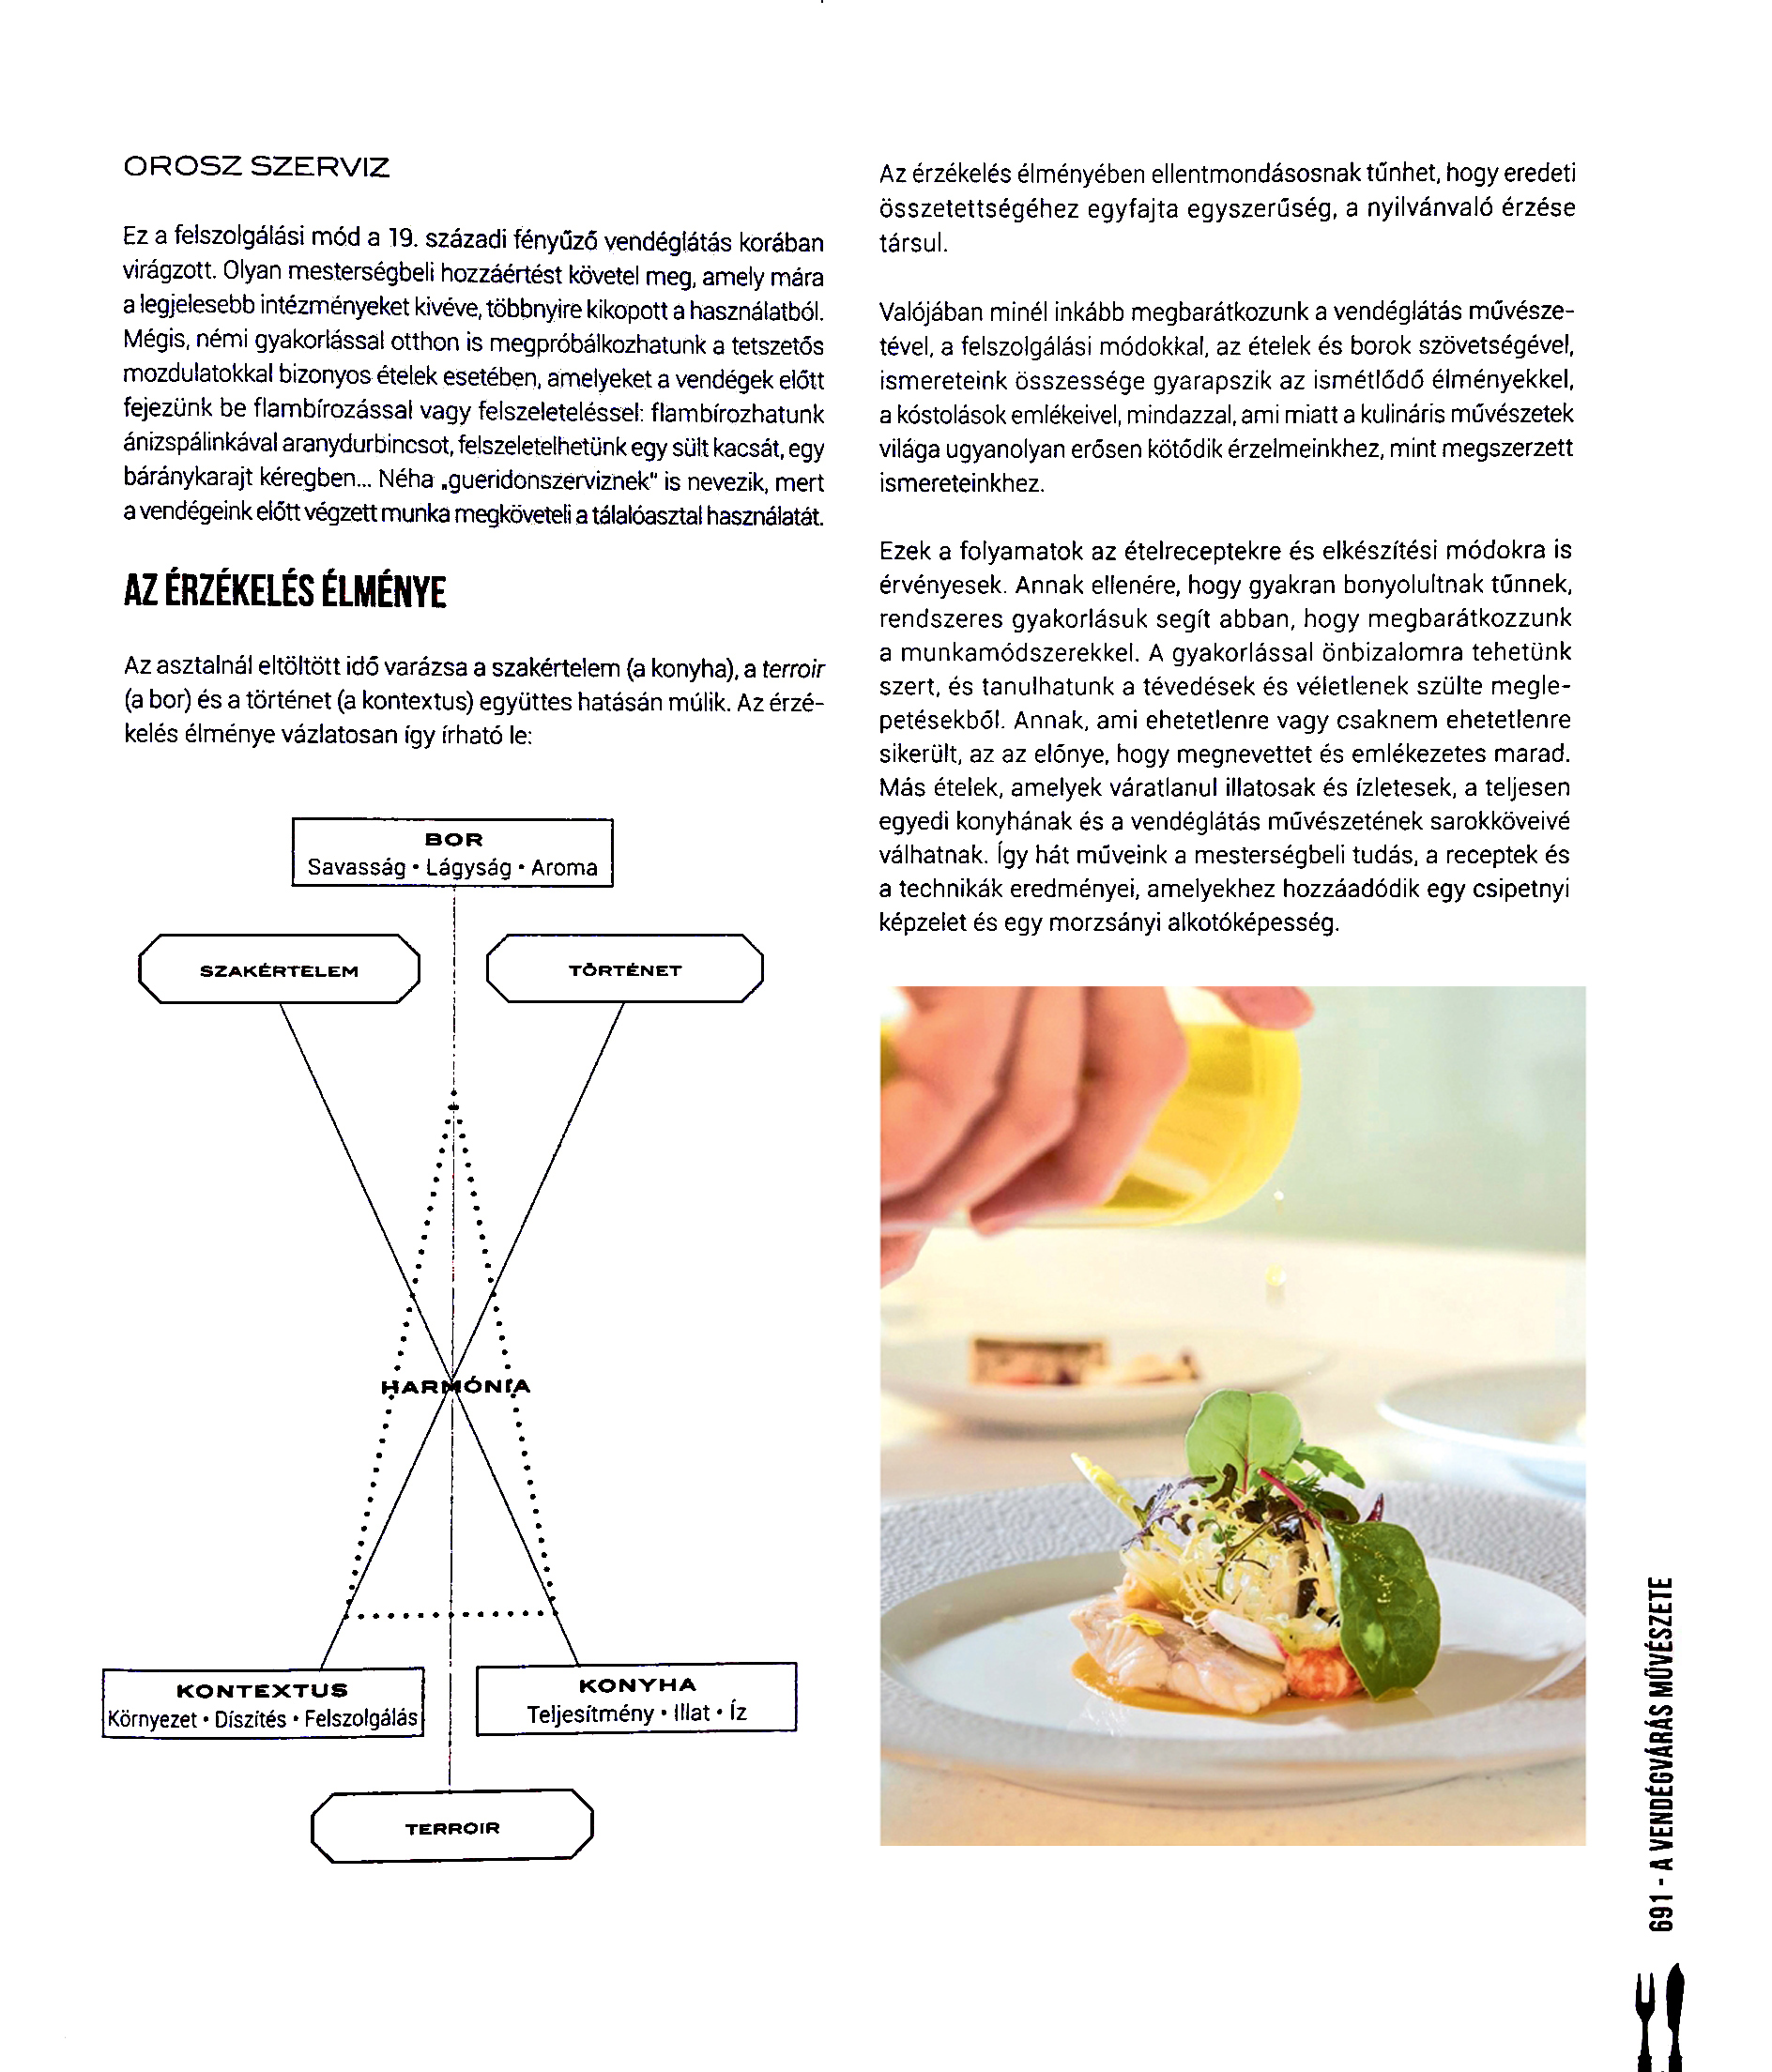 OROSZ SZERVIZ
Ez a felszolgálási mód a 19. századi fényűző vendéglátás korában
virágzott. Olyan mesterségbeli hozzáértést követel meg, amely mára
a legjelesebb intézményeket kivéve, többnyire kikopott a használatból.
Mégis, némi gyakorlással otthon is megpróbálkozhatunk a tetszetős
mozdulatokkal bizonyos ételek esetében, amelyeket a vendégek előtt
fejezünk be flambírozással vagy felszeleteléssel: flambírozhatunk
ánizspálinkával aranydurbincsot, felszeletelhetünk egy sült kacsát, egy
báránykarajt kéregben... Néha „gueridonszerviznek" is nevezik, mert
a vendégeink előtt végzett munka megköveteli a tálalóasztal használatát.
AZ ÉRZÉKELÉS ÉLMÉNYE
Az asztalnál eltöltött idő varázsa a szakértelem (a konyha), a terroir
(a bor) és a történet (a kontextus) együttes hatásán múlik. Az érzé-
kelés élménye vázlatosan így írható le:
BOR
Savasság • Lágyság • Aroma
SZAKÉRTELEM
TÖRTÉNET
HARMÓNIA
KONTEXTUS
Környezet • Díszítés • Felszolgálás
KONYHA
Teljesítmény • Illat • Íz
TERROIR
Az érzékelés élményében ellentmondásosnak tűnhet, hogy eredeti
összetettségéhez egyfajta egyszerűség, a nyilvánvaló érzése
társul.
Valójában minél inkább megbarátkozunk a vendéglátás művésze-
tével, a felszolgálási módokkal, az ételek és borok szövetségével,
ismereteink összessége gyarapszik az ismétlődő élményekkel,
a kóstolások emlékeivel, mindazzal, ami miatt a kulináris művészetek
világa ugyanolyan erősen kötődik érzelmeinkhez, mint megszerzett
ismereteinkhez.
Ezek a folyamatok az ételreceptekre és elkészítési módokra is
érvényesek. Annak ellenére, hogy gyakran bonyolultnak tűnnek,
rendszeres gyakorlásuk segít abban, hogy megbarátkozzunk
a munkamódszerekkel. A gyakorlással önbizalomra tehetünk
szert, és tanulhatunk a tévedések és véletlenek szülte megle-
petésekből. Annak, ami ehetetlenre vagy csaknem ehetetlenre
sikerült, az az előnye, hogy megnevettet és emlékezetes marad.
Más ételek, amelyek váratlanul illatosak és ízletesek, a teljesen
egyedi konyhának és a vendéglátás művészetének sarokköveivé
válhatnak. Így hát műveink a mesterségbeli tudás, a receptek és
a technikák eredményei, amelyekhez hozzáadódik egy csipetnyi
képzelet és egy morzsányi alkotóképesség.
691 - A VENDÉGVÁRÁS MŰVÉSZETE